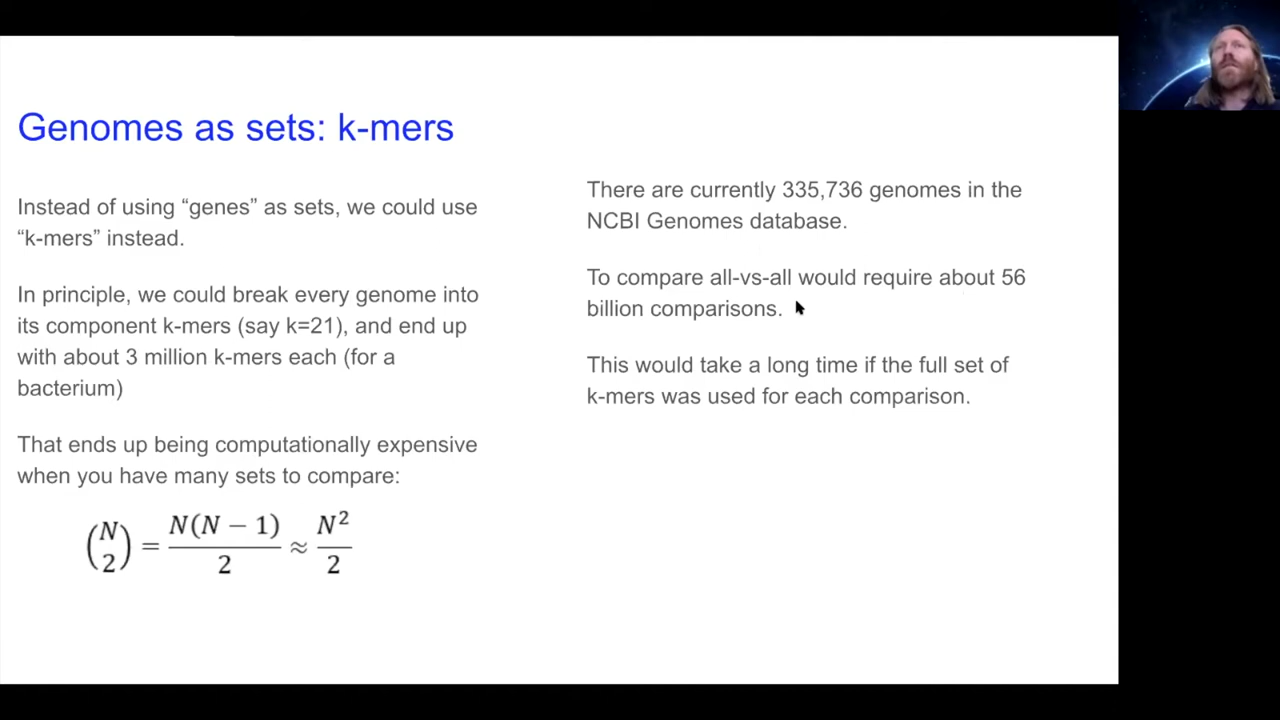 Genomes as sets: k-mers
Instead of using “genes” as sets, we could use
“k-mers” instead.
In principle, we could break every genome into
its component k-mers (say k=21), and end up
with about 3 million k-mers each (for a
bacterium)
That ends up being computationally expensive
when you have many sets to compare:
(N 2) = N(N − 1)/2 ≈ N²/2
There are currently 335,736 genomes in the
NCBI Genomes database.
To compare all-vs-all would require about 56
billion comparisons.
This would take a long time if the full set of
k-mers was used for each comparison.